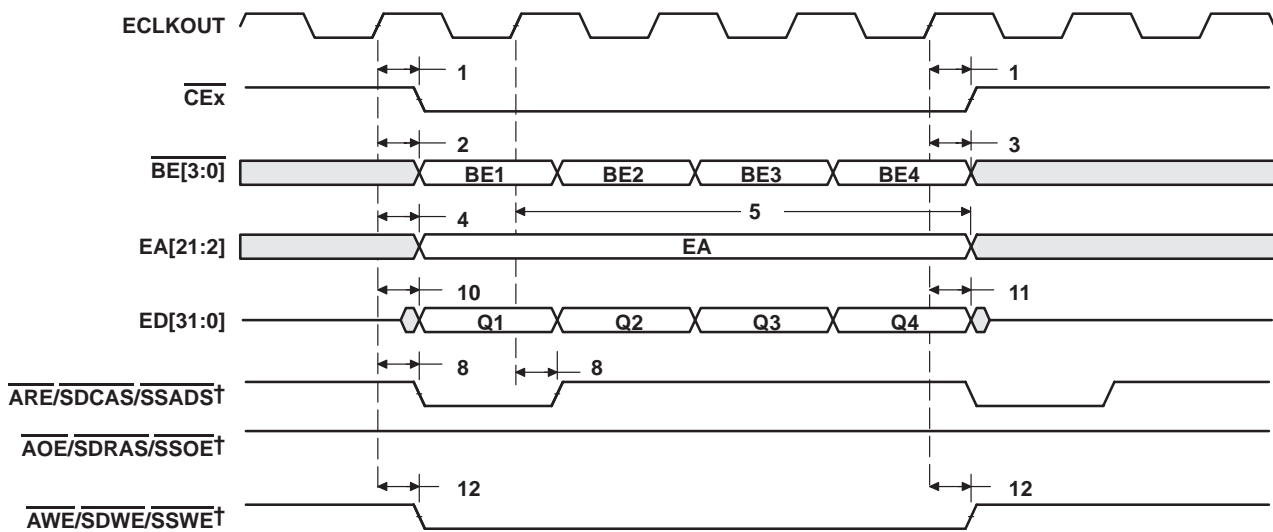 ECLKOUT
1 1
CEx
2 3
BE[3:0] BE1 BE2 BE3 BE4
4 5
EA[21:2] EA
10 11
ED[31:0] Q1 Q2 Q3 Q4
8 8
ARE/SDCAS/SSADS†
AOE/SDRAS/SSOE†
12 12
AWE/SDWE/SSWE†